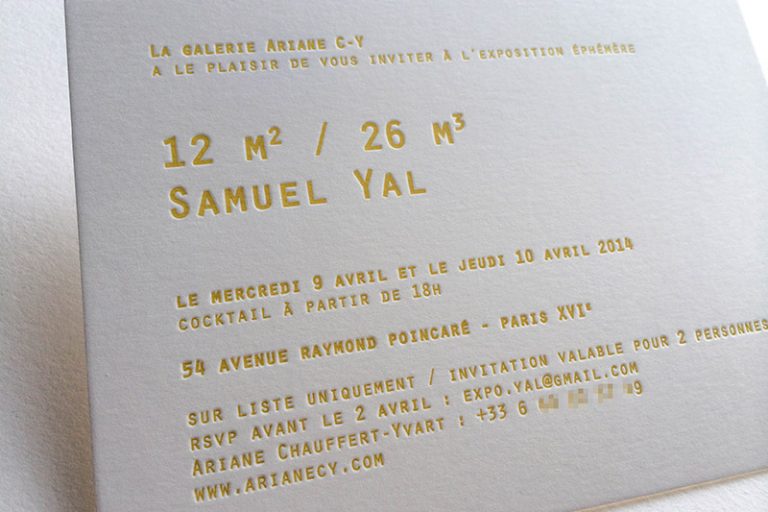 La galerie Ariane C-Y
a le plaisir de vous inviter à l'exposition éphémère
12 m² / 26 m³
Samuel Yal
le mercredi 9 avril et le jeudi 10 avril 2014
cocktail à partir de 18h
54 avenue Raymond Poincaré - Paris XVIᵉ
sur liste uniquement / invitation valable pour 2 personnes
rsvp avant le 2 avril : expo.yal@gmail.com
Ariane Chauffert-Yvart : +33 6 9
www.arianecy.com